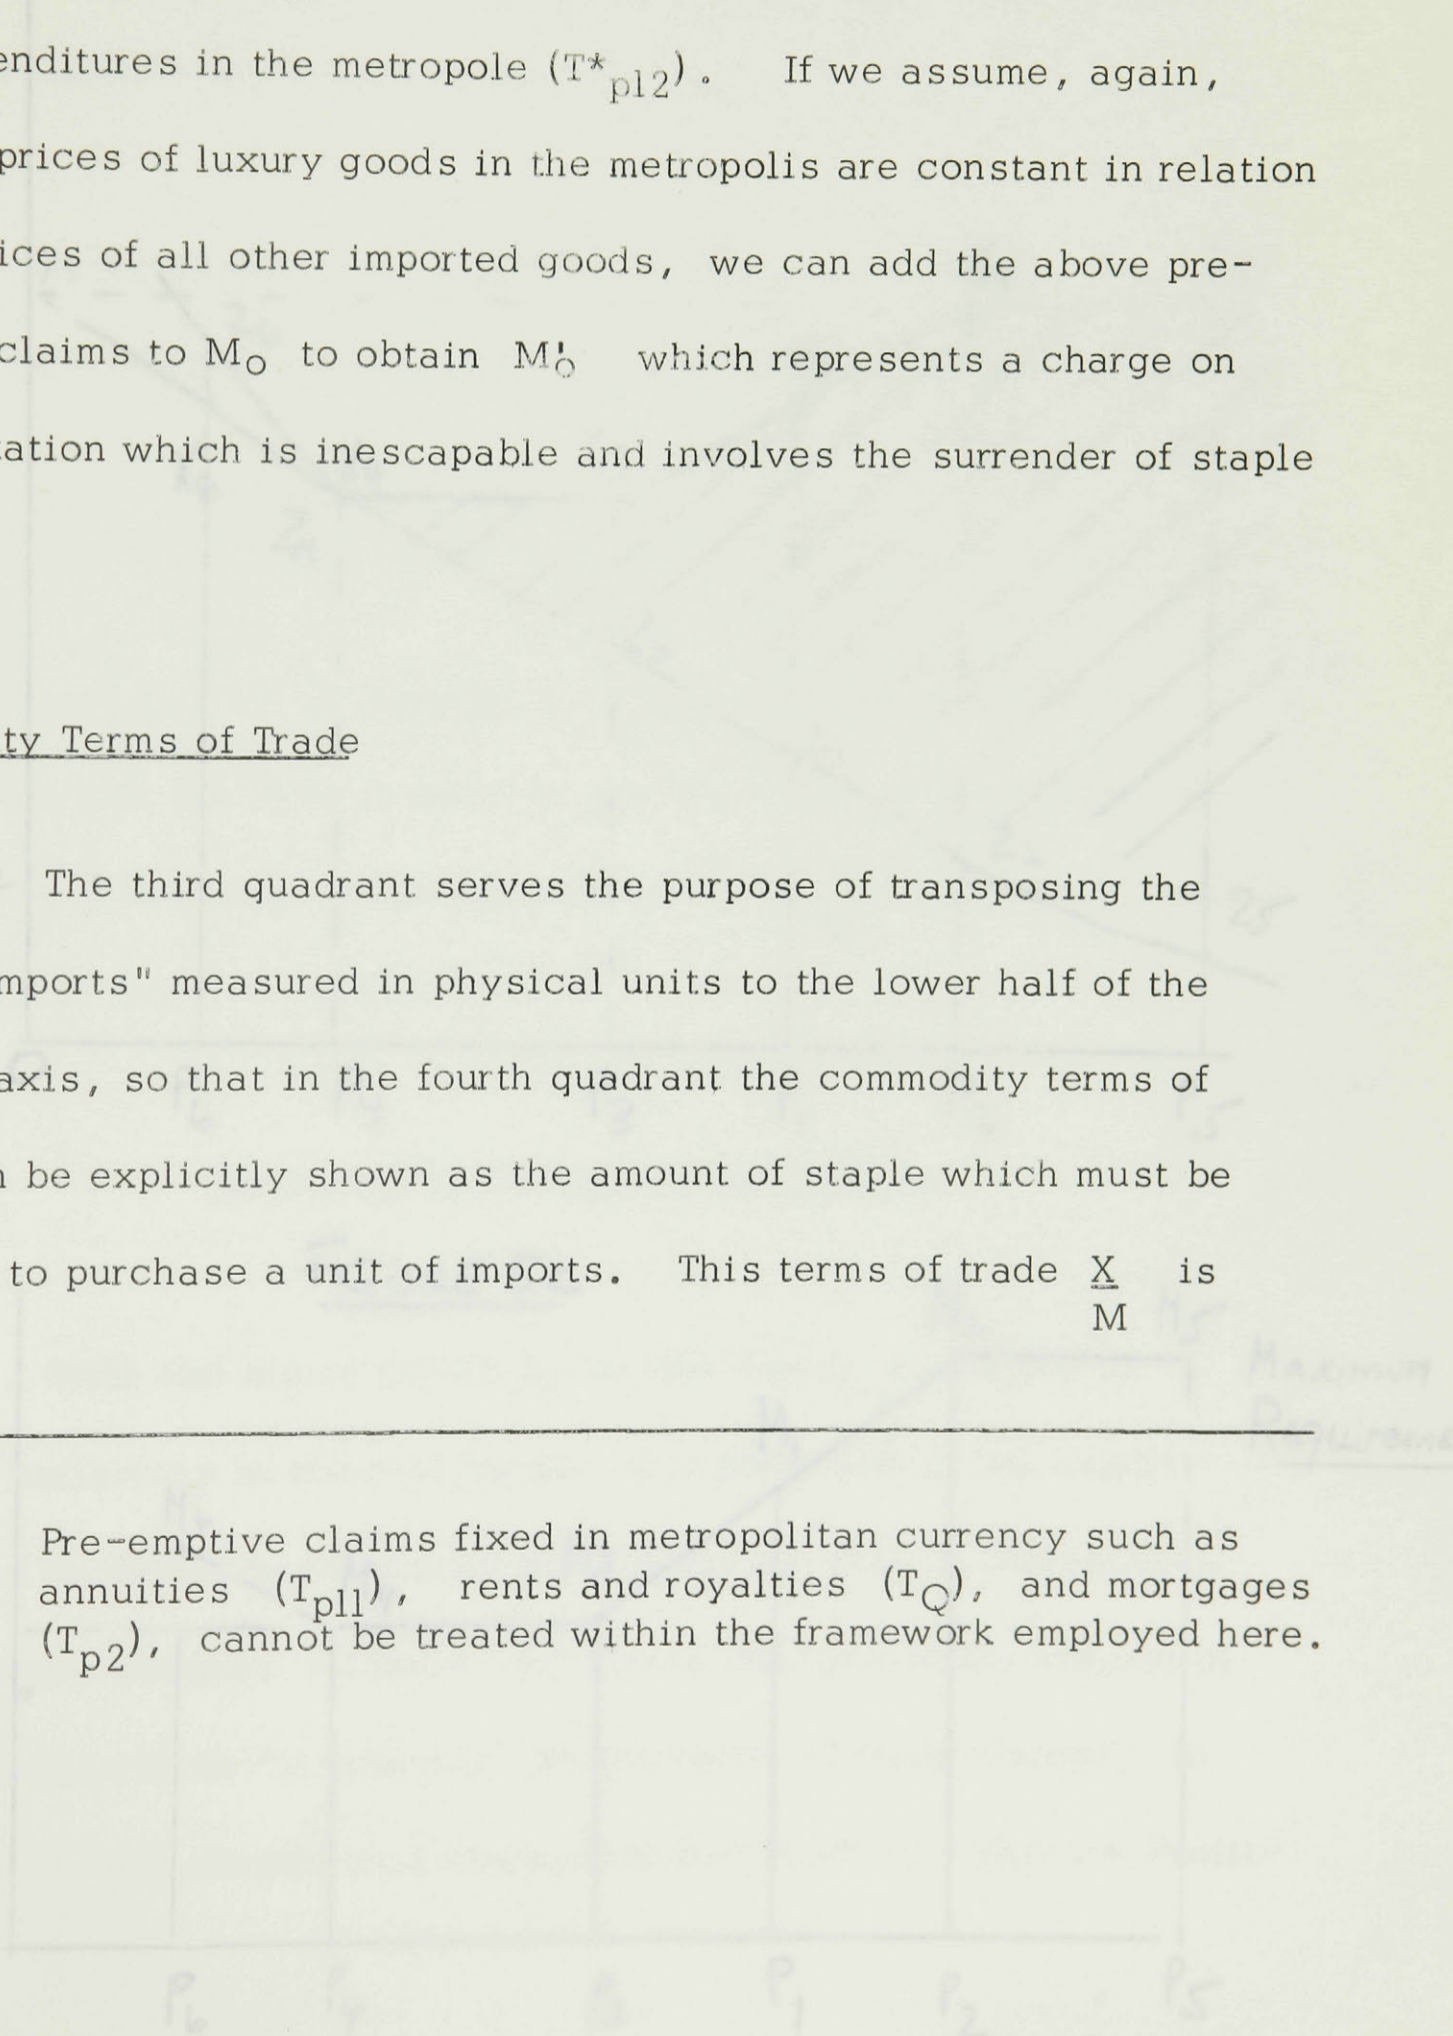 enditures in the metropole (T*p12). If we assume, again,
prices of luxury goods in the metropolis are constant in relation
ices of all other imported goods, we can add the above pre-
claims to Mo to obtain M'o which represents a charge on
tation which is inescapable and involves the surrender of staple
ty Terms of Trade
The third quadrant serves the purpose of transposing the
mports" measured in physical units to the lower half of the
axis, so that in the fourth quadrant the commodity terms of
n be explicitly shown as the amount of staple which must be
to purchase a unit of imports. This terms of trade X is
M
Pre-emptive claims fixed in metropolitan currency such as
annuities (Tp11), rents and royalties (TQ), and mortgages
(Tp2), cannot be treated within the framework employed here.